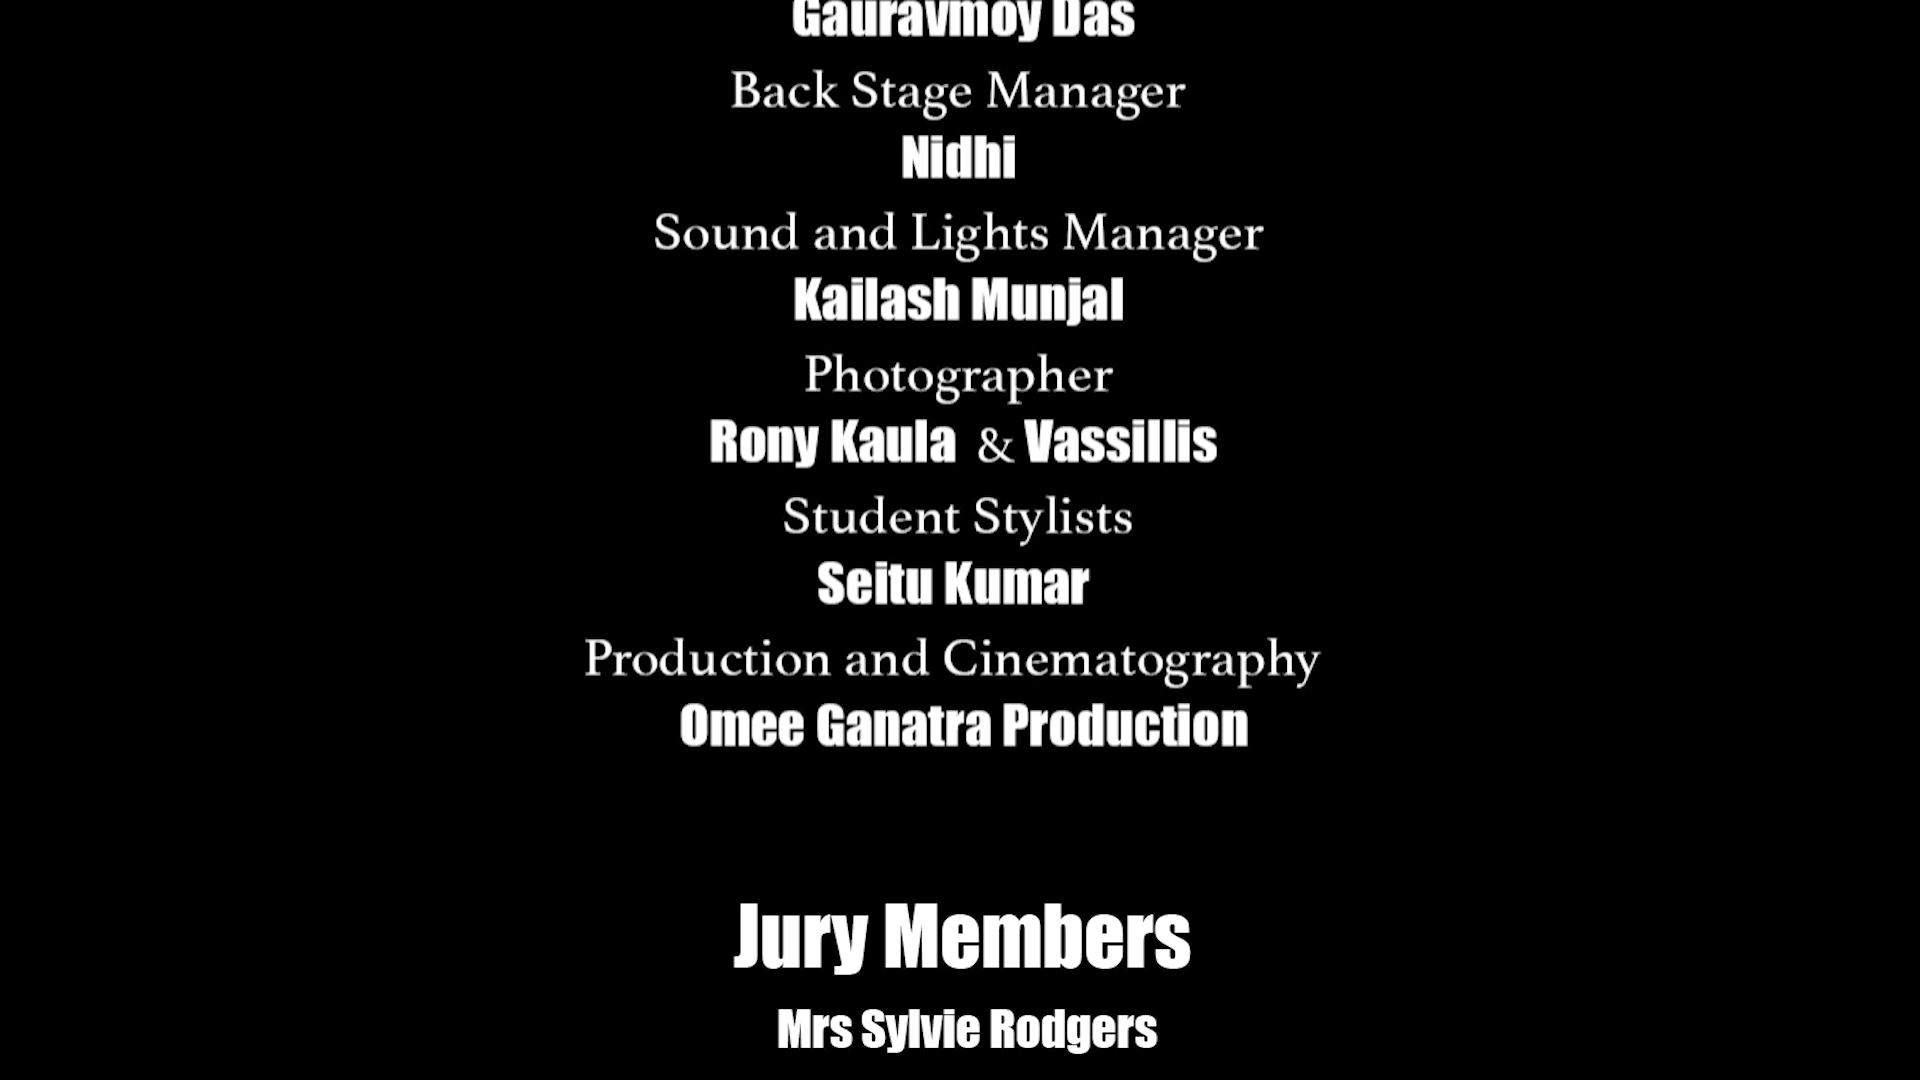 Gauravmoy Das
Back Stage Manager
Nidhi
Sound and Lights Manager
Kailash Munjal
Photographer
Rony Kaula & Vassillis
Student Stylists
Seitu Kumar
Production and Cinematography
Omee Ganatra Production
Jury Members
Mrs Sylvie Rodgers